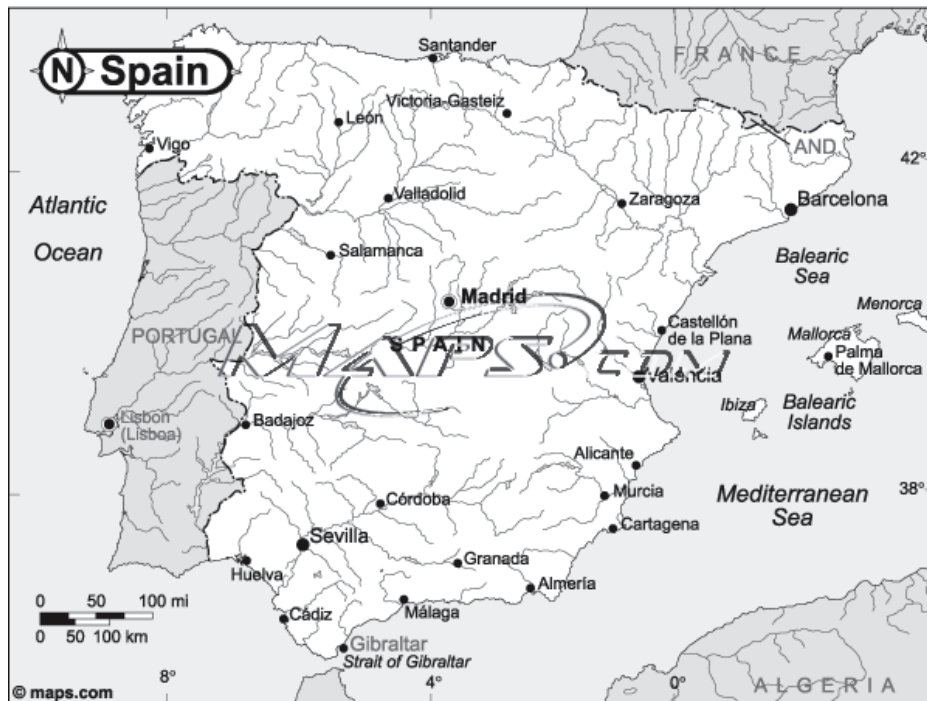 N Spain
FRANCE
Santander
Victoria-Gasteiz
León
AND.
Vigo
42°
Valladolid
Zaragoza
Barcelona
Atlantic
Ocean
Salamanca
Balearic
Sea
Madrid
Menorca
Castellón
de la Plana
Mallorca
PORTUGAL
SPAIN
MAPS.COM
Palma
de Mallorca
Valencia
Ibiza
Balearic
Islands
Lisbon
(Lisboa)
Badajoz
Alicante
Córdoba
Murcia
Mediterranean
Sea
38°
Cartagena
Sevilla
Granada
Huelva
Almería
0 50 100 mi
0 50 100 km
Cádiz
Málaga
Gibraltar
Strait of Gibraltar
8°
4°
0°
ALGERIA
© maps.com